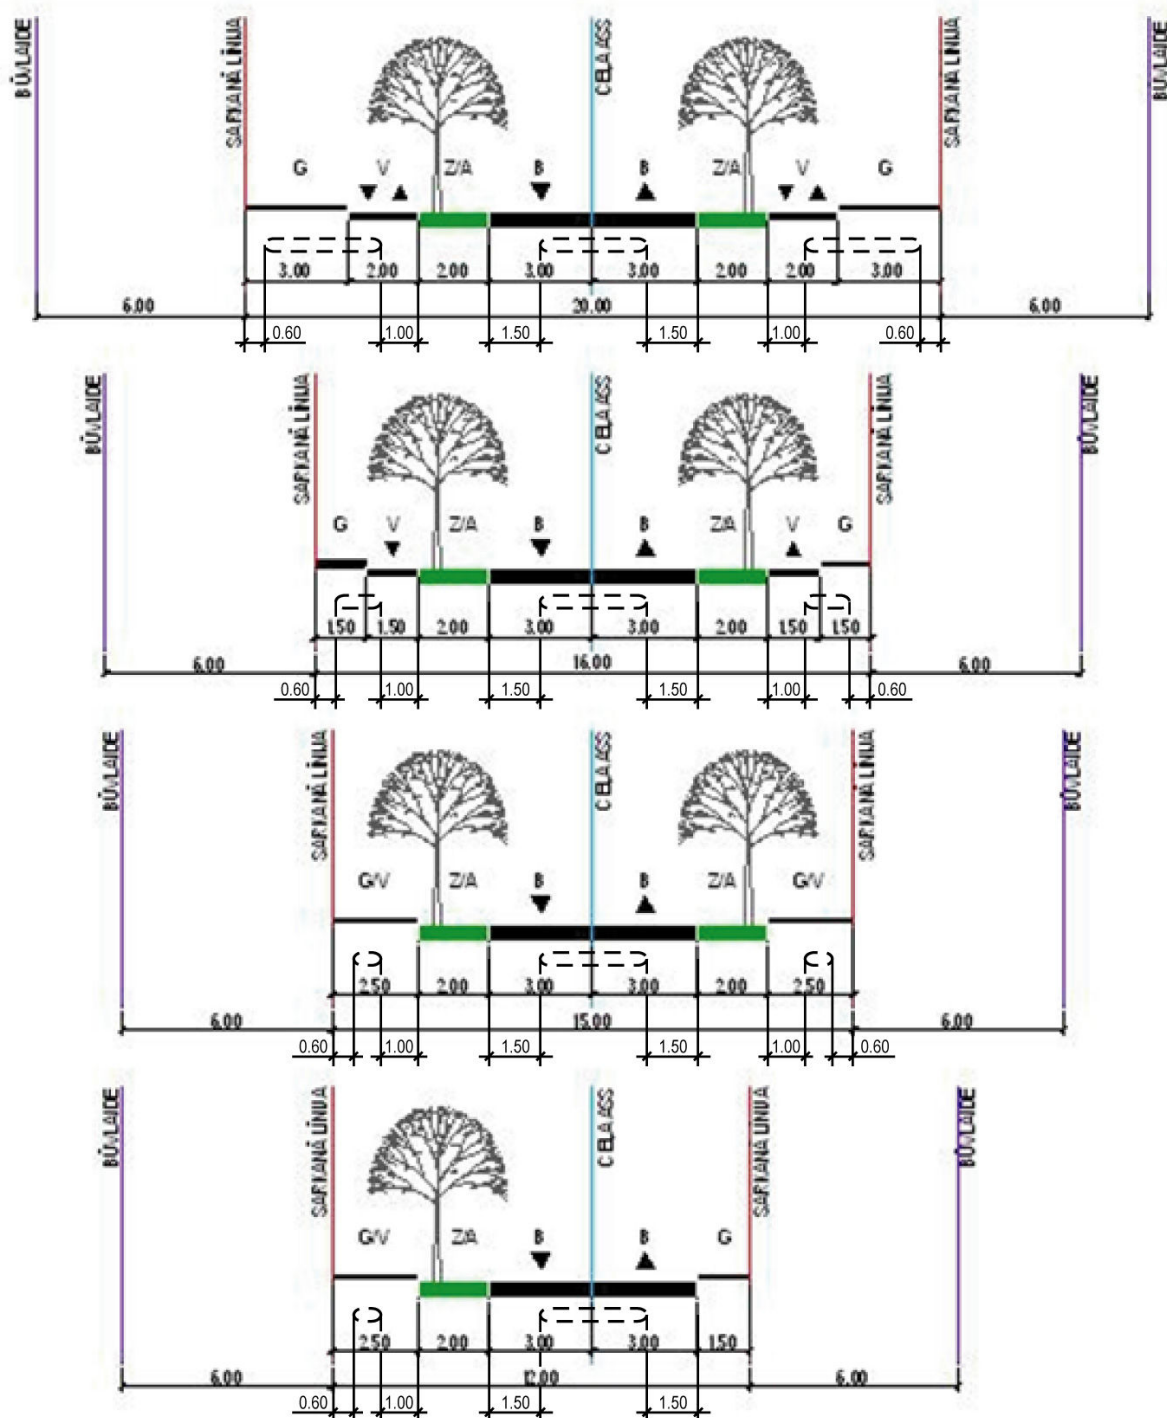 BŪVLAIDE
SARKANĀ LĪNIJA
CEĻA ASS
SARKANĀ LĪNIJA
BŪVLAIDE
G V Z/A B B Z/A V G
3.00 2.00 2.00 3.00 3.00 2.00 2.00 3.00
6.00 20.00 6.00
0.60 1.00 1.50 1.50 1.00 0.60
BŪVLAIDE
SARKANĀ LĪNIJA
CEĻA ASS
SARKANĀ LĪNIJA
BŪVLAIDE
G V Z/A B B Z/A V G
1.50 1.50 2.00 3.00 3.00 2.00 1.50 1.50
6.00 16.00 6.00
0.60 1.00 1.50 1.50 1.00 0.60
BŪVLAIDE
SARKANĀ LĪNIJA
CEĻA ASS
SARKANĀ LĪNIJA
BŪVLAIDE
G/V Z/A B B Z/A G/V
2.50 2.00 3.00 3.00 2.00 2.50
6.00 15.00 6.00
0.60 1.00 1.50 1.50 1.00 0.60
BŪVLAIDE
SARKANĀ LĪNIJA
CEĻA ASS
SARKANĀ LĪNIJA
BŪVLAIDE
G/V Z/A B B G
2.50 2.00 3.00 3.00 1.50
6.00 12.00 6.00
0.60 1.00 1.50 1.50